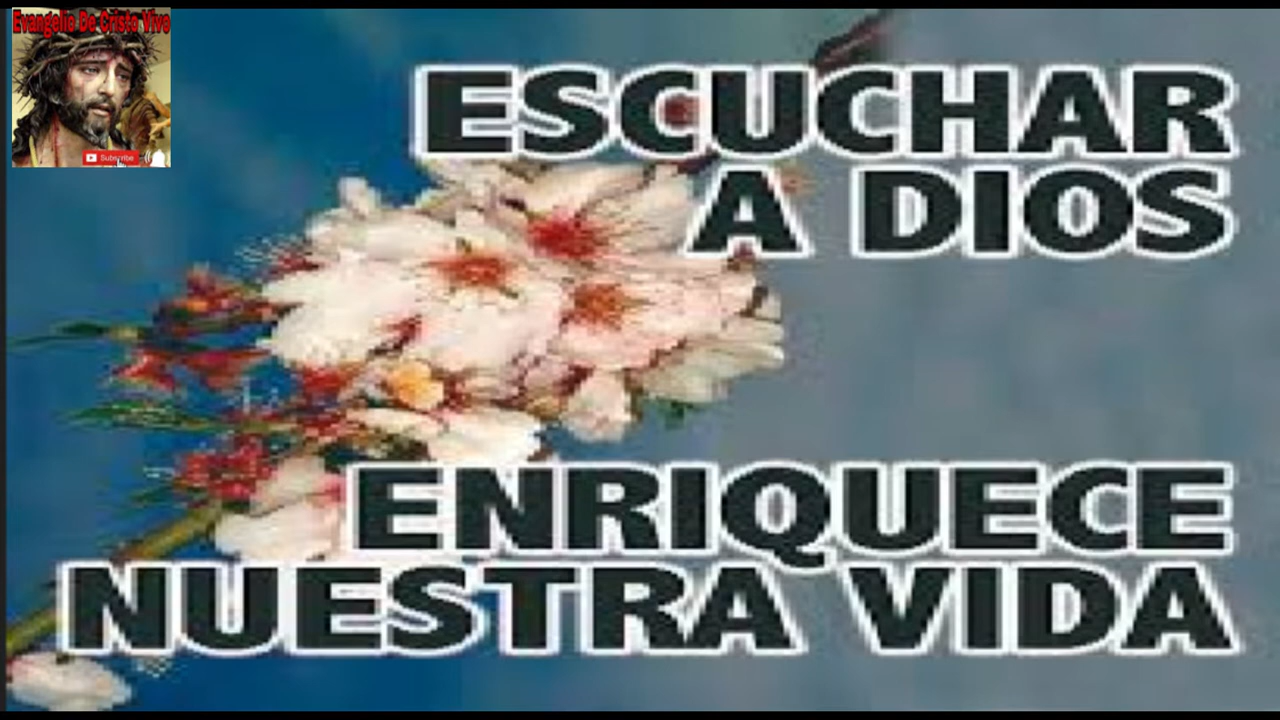 Evangelio De Cristo Vivo
Subscribe
ESCUCHAR
A DIOS
ENRIQUECE
NUESTRA VIDA